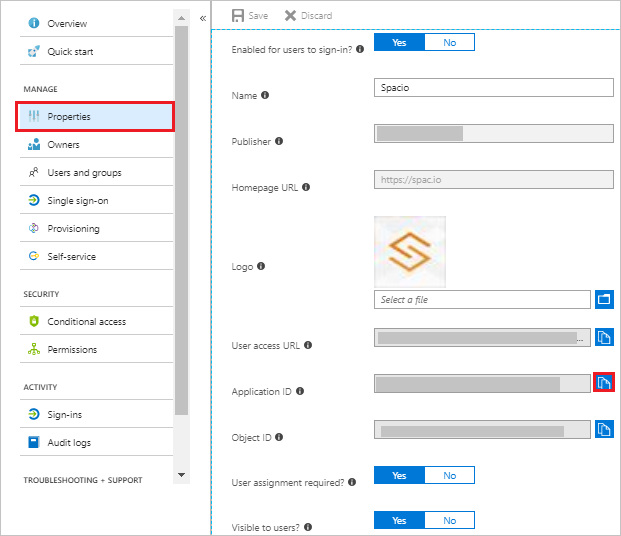 Overview
Quick start
MANAGE
Properties
Owners
Users and groups
Single sign-on
Provisioning
Self-service
SECURITY
Conditional access
Permissions
ACTIVITY
Sign-ins
Audit logs
TROUBLESHOOTING + SUPPORT
«
Save Discard
Enabled for users to sign-in? Yes No
Name Spacio
Publisher
Homepage URL https://spac.io
Logo
Select a file
User access URL ...
Application ID
Object ID
User assignment required? Yes No
Visible to users? Yes No